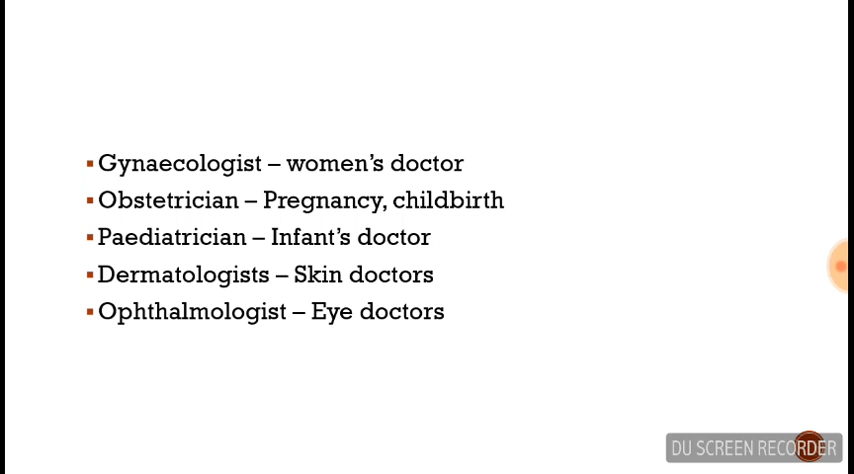 ▪ Gynaecologist – women's doctor
▪ Obstetrician – Pregnancy, childbirth
▪ Paediatrician – Infant's doctor
▪ Dermatologists – Skin doctors
▪ Ophthalmologist – Eye doctors
DU SCREEN RECORDER